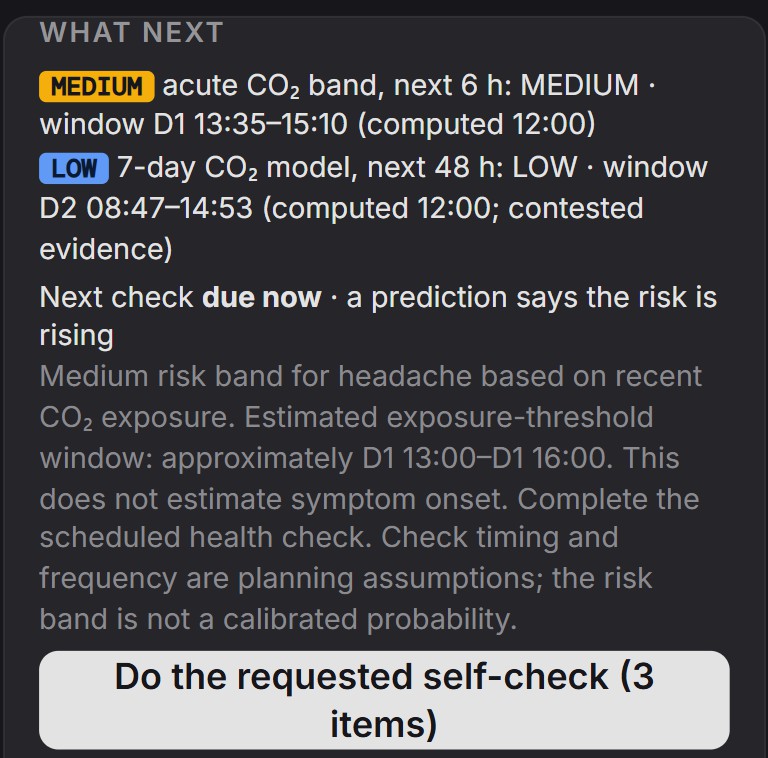 WHAT NEXT
MEDIUM acute CO₂ band, next 6 h: MEDIUM ·
window D1 13:35–15:10 (computed 12:00)
LOW 7-day CO₂ model, next 48 h: LOW · window
D2 08:47–14:53 (computed 12:00; contested
evidence)
Next check due now · a prediction says the risk is
rising
Medium risk band for headache based on recent
CO₂ exposure. Estimated exposure-threshold
window: approximately D1 13:00–D1 16:00. This
does not estimate symptom onset. Complete the
scheduled health check. Check timing and
frequency are planning assumptions; the risk
band is not a calibrated probability.
Do the requested self-check (3
items)